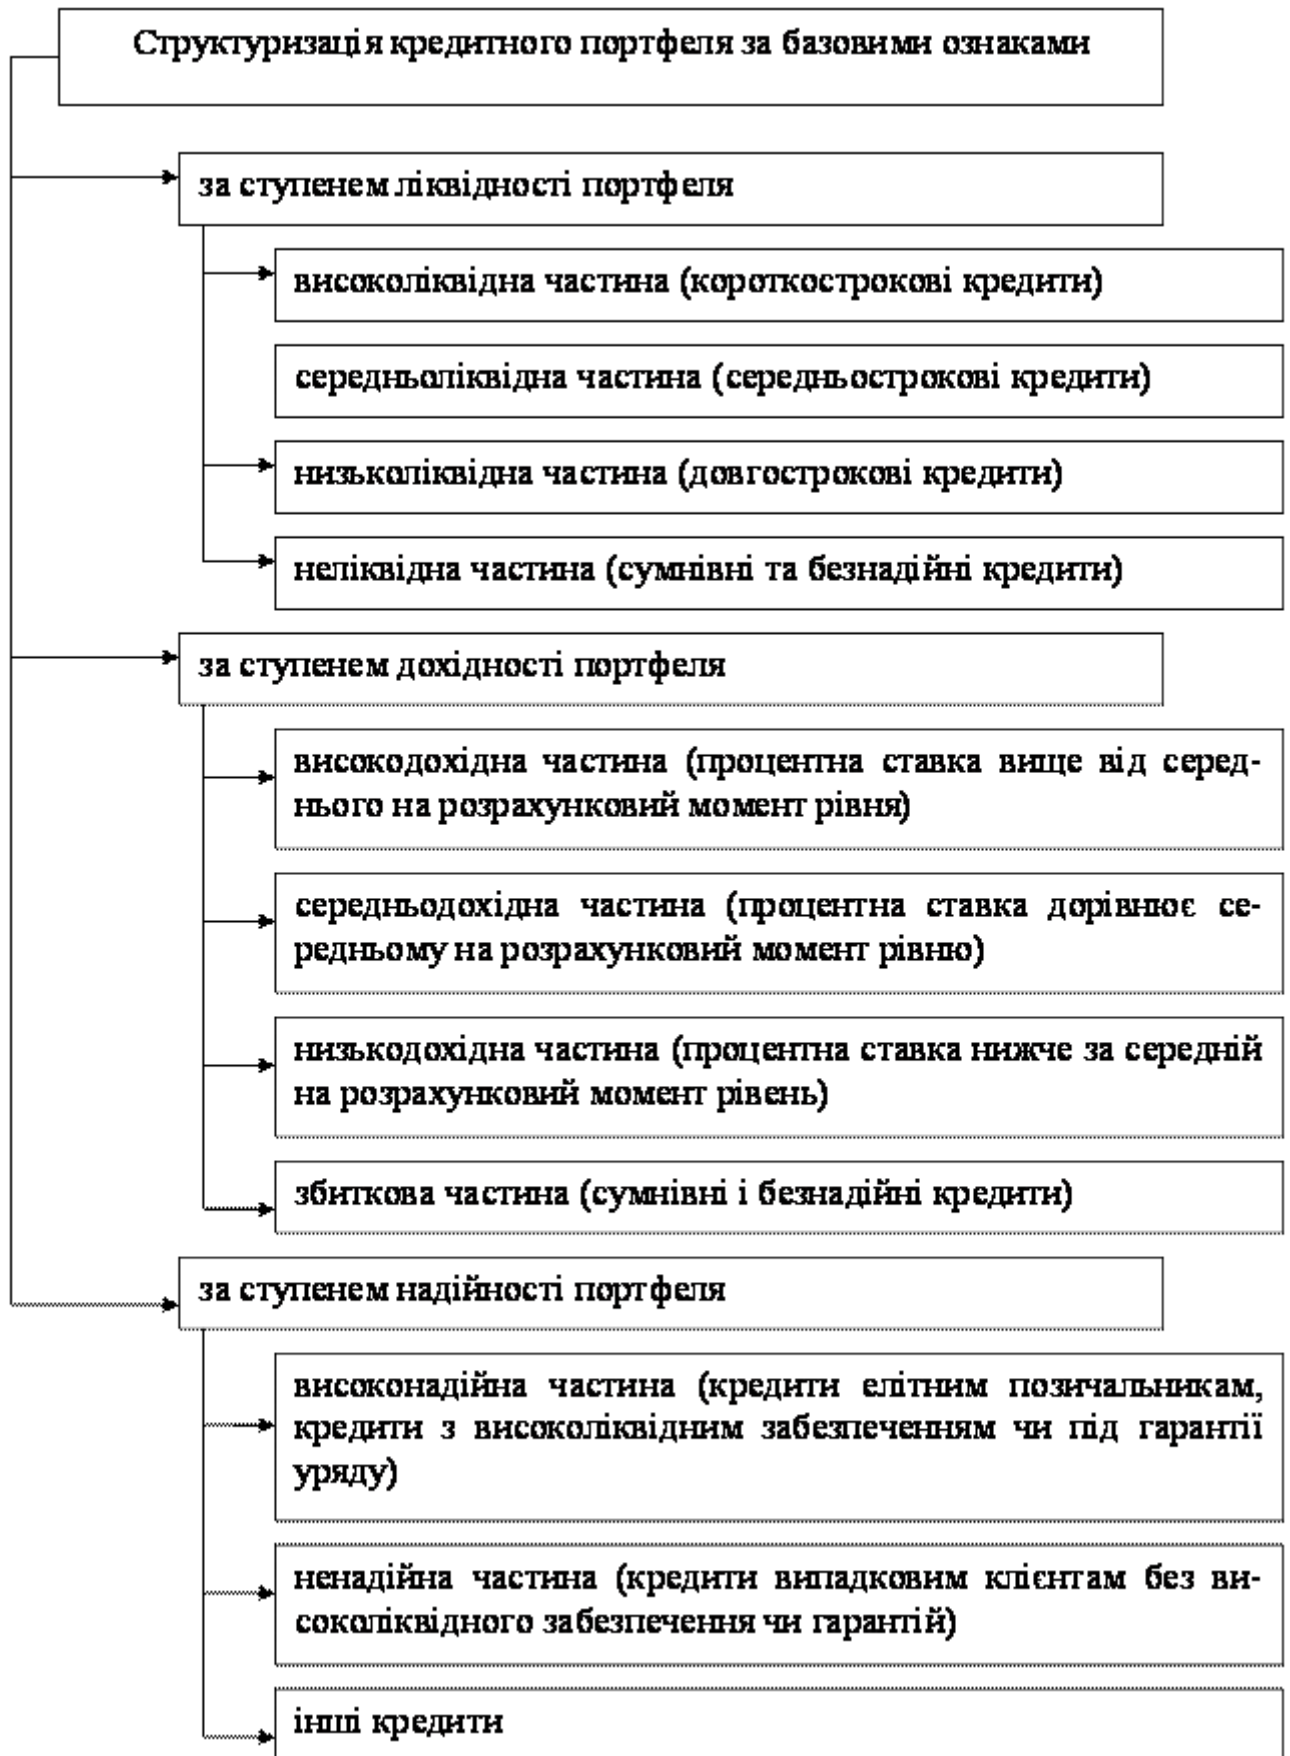 Структуризація кредитного портфеля за базовими ознаками
за ступенем ліквідності портфеля
високоліквідна частина (короткострокові кредити)
середньоліквідна частина (середньострокові кредити)
низьколіквідна частина (довгострокові кредити)
неліквідна частина (сумнівні та безнадійні кредити)
за ступенем дохідності портфеля
високодохідна частина (процентна ставка вище від серед-
нього на розрахунковий момент рівня)
середньодохідна частина (процентна ставка дорівнює се-
редньому на розрахунковий момент рівню)
низькодохідна частина (процентна ставка нижче за середній
на розрахунковий момент рівень)
збиткова частина (сумнівні і безнадійні кредити)
за ступенем надійності портфеля
високонадійна частина (кредити елітним позичальникам,
кредити з високоліквідним забезпеченням чи під гарантії
уряду)
ненадійна частина (кредити випадковим клієнтам без ви-
соколіквідного забезпечення чи гарантій)
інші кредити